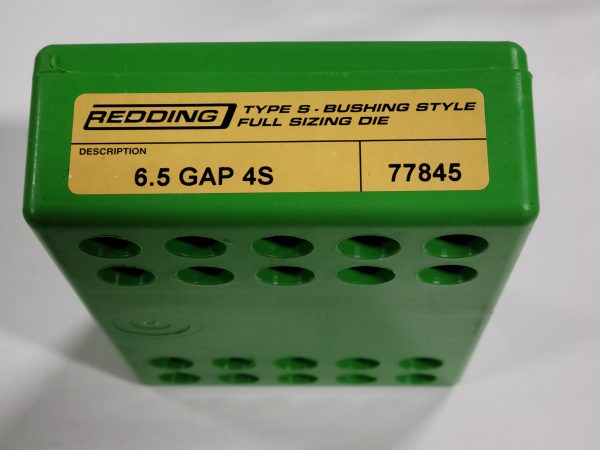 REDDING TYPE S - BUSHING STYLE
FULL SIZING DIE
DESCRIPTION
6.5 GAP 4S 77845